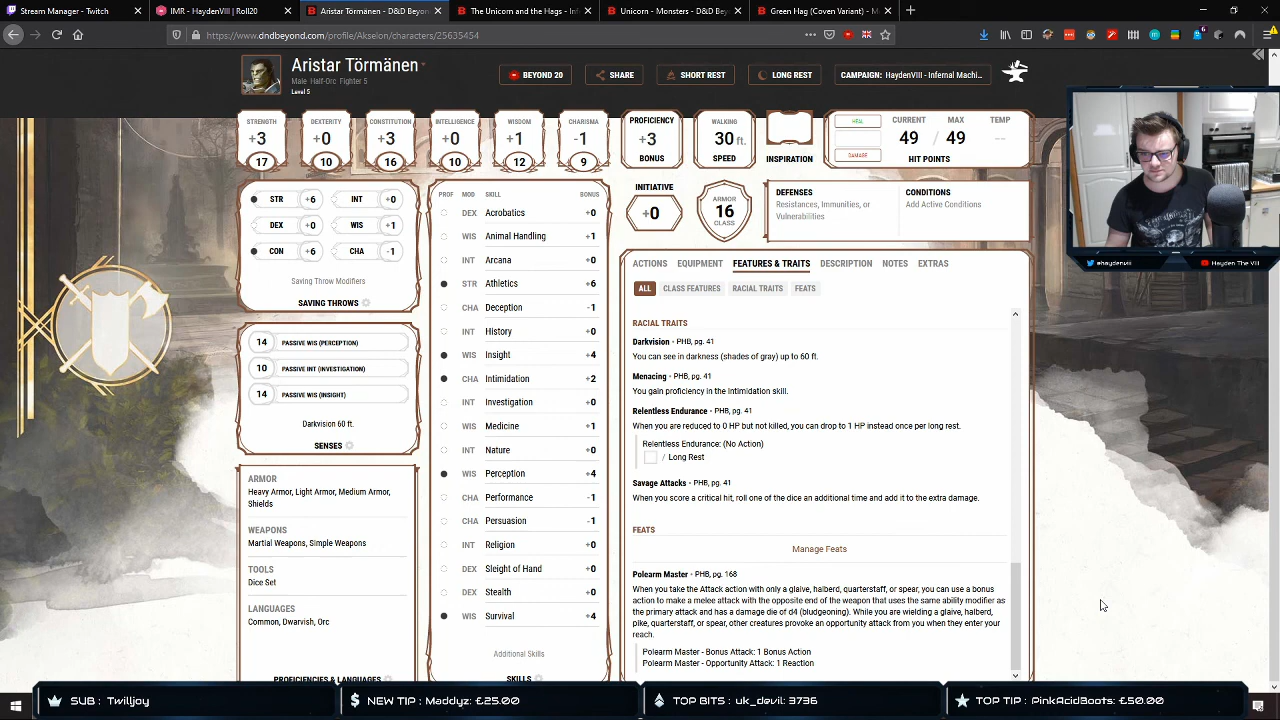 Stream Manager - Twitch
IMR - HaydenVIII | Roll20
Aristar Törmänen - D&D Beyon
The Unicorn and the Hags - Inf
Unicorn - Monsters - D&D Bey
Green Hag (Coven Variant) - M
https://www.dndbeyond.com/profile/Akselon/characters/25635454
Aristar Törmänen
Male Half-Orc Fighter 5
Level 5
BEYOND 20
SHARE
SHORT REST
LONG REST
CAMPAIGN: HaydenVIII - Infernal Machi...
STRENGTH
+3
17
DEXTERITY
+0
10
CONSTITUTION
+3
16
INTELLIGENCE
+0
10
WISDOM
+1
12
CHARISMA
-1
9
PROFICIENCY
+3
BONUS
WALKING
30 ft.
SPEED
INSPIRATION
HEAL
DAMAGE
CURRENT MAX TEMP
49 / 49 --
HIT POINTS
STR +6 INT +0
DEX +0 WIS +1
CON +6 CHA -1
Saving Throw Modifiers
SAVING THROWS
14 PASSIVE WIS (PERCEPTION)
10 PASSIVE INT (INVESTIGATION)
14 PASSIVE WIS (INSIGHT)
Darkvision 60 ft.
SENSES
ARMOR
Heavy Armor, Light Armor, Medium Armor,
Shields
WEAPONS
Martial Weapons, Simple Weapons
TOOLS
Dice Set
LANGUAGES
Common, Dwarvish, Orc
PROFICIENCIES & LANGUAGES
PROF MOD SKILL BONUS
DEX Acrobatics +0
WIS Animal Handling +1
INT Arcana +0
STR Athletics +6
CHA Deception -1
INT History +0
WIS Insight +4
CHA Intimidation +2
INT Investigation +0
WIS Medicine +1
INT Nature +0
WIS Perception +4
CHA Performance -1
CHA Persuasion -1
INT Religion +0
DEX Sleight of Hand +0
DEX Stealth +0
WIS Survival +4
Additional Skills
SKILLS
INITIATIVE
+0
ARMOR
16
CLASS
DEFENSES
Resistances, Immunities, or
Vulnerabilities
CONDITIONS
Add Active Conditions
ACTIONS EQUIPMENT FEATURES & TRAITS DESCRIPTION NOTES EXTRAS
ALL CLASS FEATURES RACIAL TRAITS FEATS
RACIAL TRAITS
Darkvision • PHB, pg. 41
You can see in darkness (shades of gray) up to 60 ft.
Menacing • PHB, pg. 41
You gain proficiency in the Intimidation skill.
Relentless Endurance • PHB, pg. 41
When you are reduced to 0 HP but not killed, you can drop to 1 HP instead once per long rest.
Relentless Endurance: (No Action)
/ Long Rest
Savage Attacks • PHB, pg. 41
When you score a critical hit, roll one of the dice an additional time and add it to the extra damage.
FEATS
Manage Feats
Polearm Master • PHB, pg. 168
When you take the Attack action with only a glaive, halberd, quarterstaff, or spear, you can use a bonus
action to make a melee attack with the opposite end of the weapon that uses the same ability modifier as
the primary attack and has a damage die of d4 (bludgeoning). While you are wielding a glaive, halberd,
pike, quarterstaff, or spear, other creatures provoke an opportunity attack from you when they enter your
reach.
Polearm Master - Bonus Attack: 1 Bonus Action
Polearm Master - Opportunity Attack: 1 Reaction
@haydenviii
Hayden The VIII
SUB : Twilljoy
NEW TIP : Maddyz: £25.00
TOP BITS : uk_devil: 3736
TOP TIP : PinkAcidBoots: £50.00